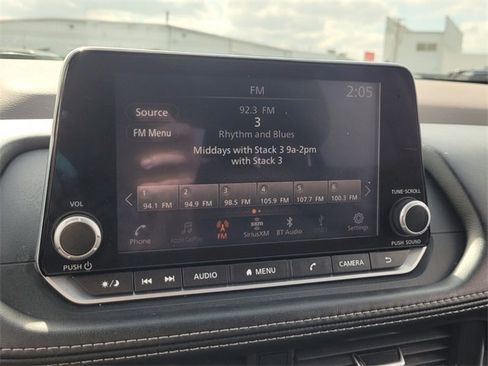 FM
2:05
Source
92.3 FM
3
FM Menu
Rhythm and Blues
Middays with Stack 3 9a-2pm
with Stack 3
1 2 3 4 5 6
94.1 FM 94.9 FM 98.5 FM 105.9 FM 107.7 FM 100.3 FM
Phone Apple CarPlay FM SiriusXM BT Audio Settings
VOL
PUSH
TUNE·SCROLL
PUSH SOUND
AUDIO MENU CAMERA